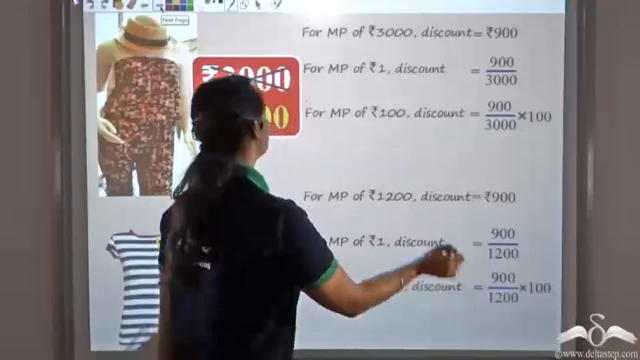 Next Page
For MP of ₹3000, discount= ₹900
For MP of ₹1, discount = 900/3000
For MP of ₹100, discount = 900/3000 ×100
For MP of ₹1200, discount= ₹900
MP of ₹1, discount = 900/1200
discount = 900/1200 ×100
©www.deltastep.com